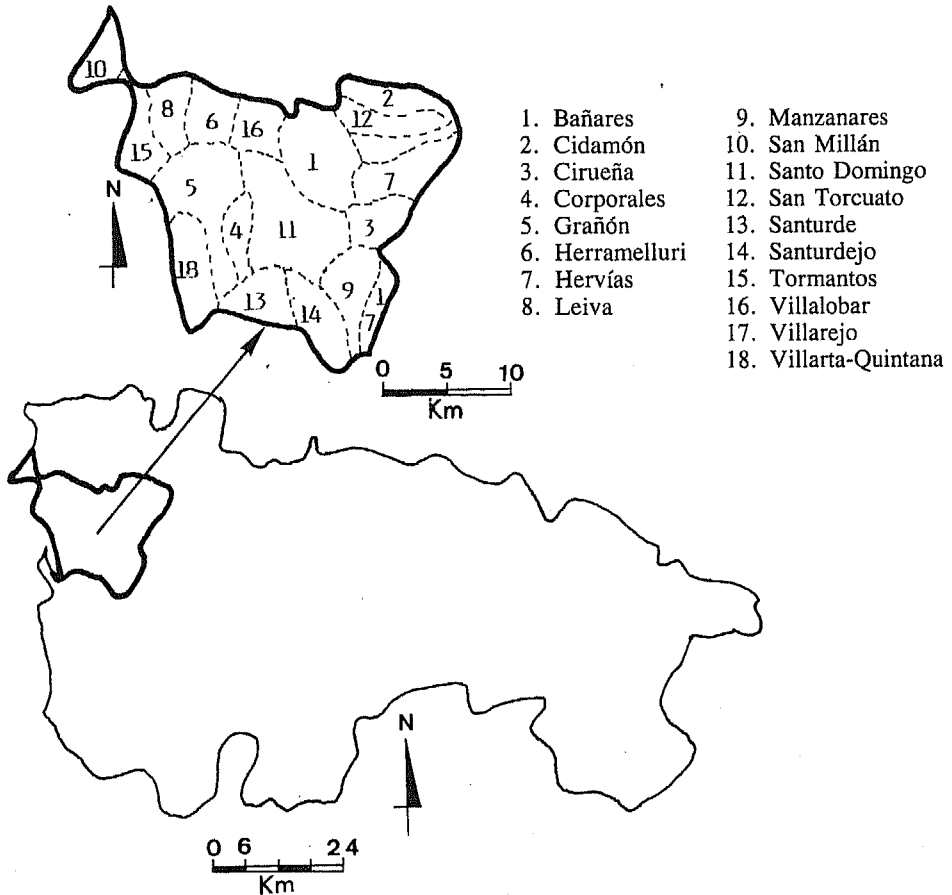 10
8
6
16
2
12
15
1
5
7
N
4
11
3
18
13
14
9
1
7
0 5 10
Km
1. Bañares
2. Cidamón
3. Cirueña
4. Corporales
5. Grañón
6. Herramelluri
7. Hervías
8. Leiva
9. Manzanares
10. San Millán
11. Santo Domingo
12. San Torcuato
13. Santurde
14. Santurdejo
15. Tormantos
16. Villalobar
17. Villarejo
18. Villarta-Quintana
N
0 6 24
Km